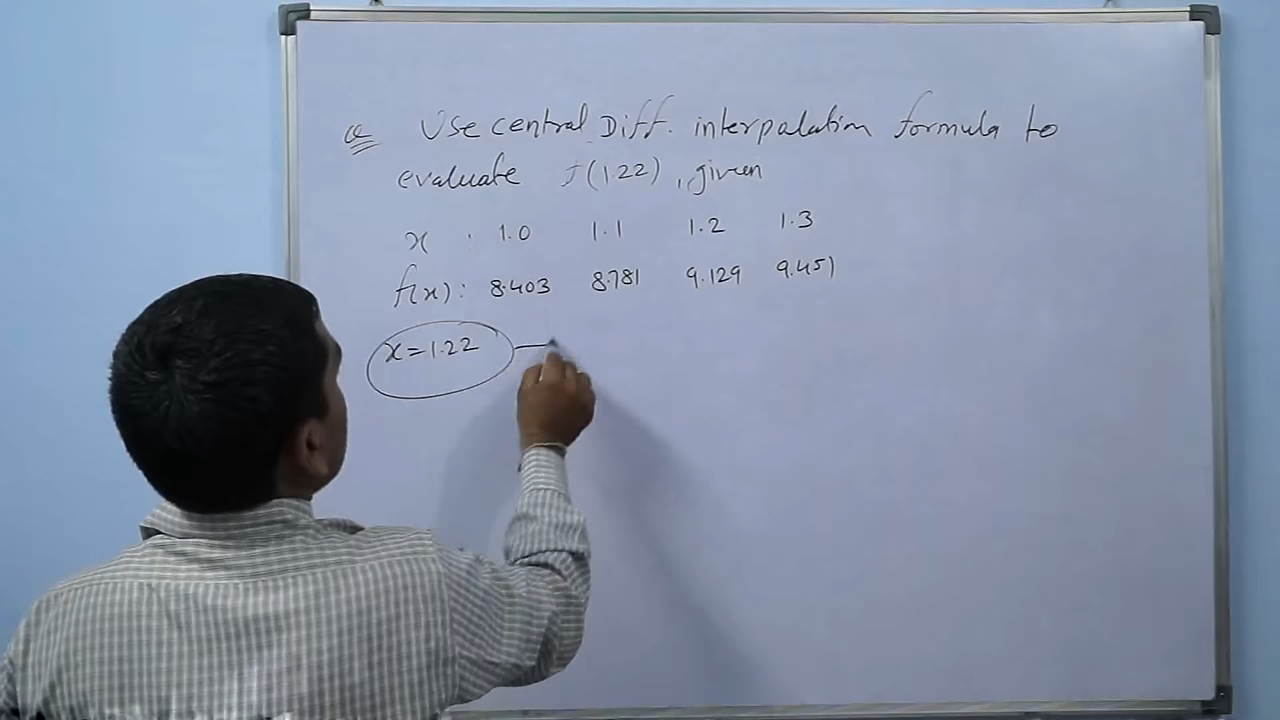 Q Use central Diff. interpalation formula to
evaluate f(1.22), given
x : 1.0 1.1 1.2 1.3
f(x): 8.403 8.781 9.129 9.451
x=1.22